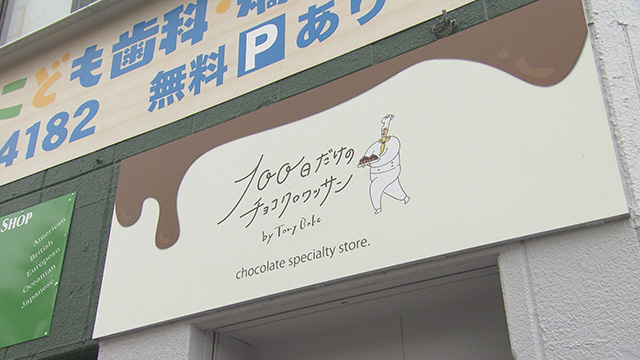 こども歯科・
4182 無料Pあり
100日だけの
チョコクロワッサン
by Tony Bake
chocolate specialty store.
SHOP
American
British
European
Oceanian
Japanese